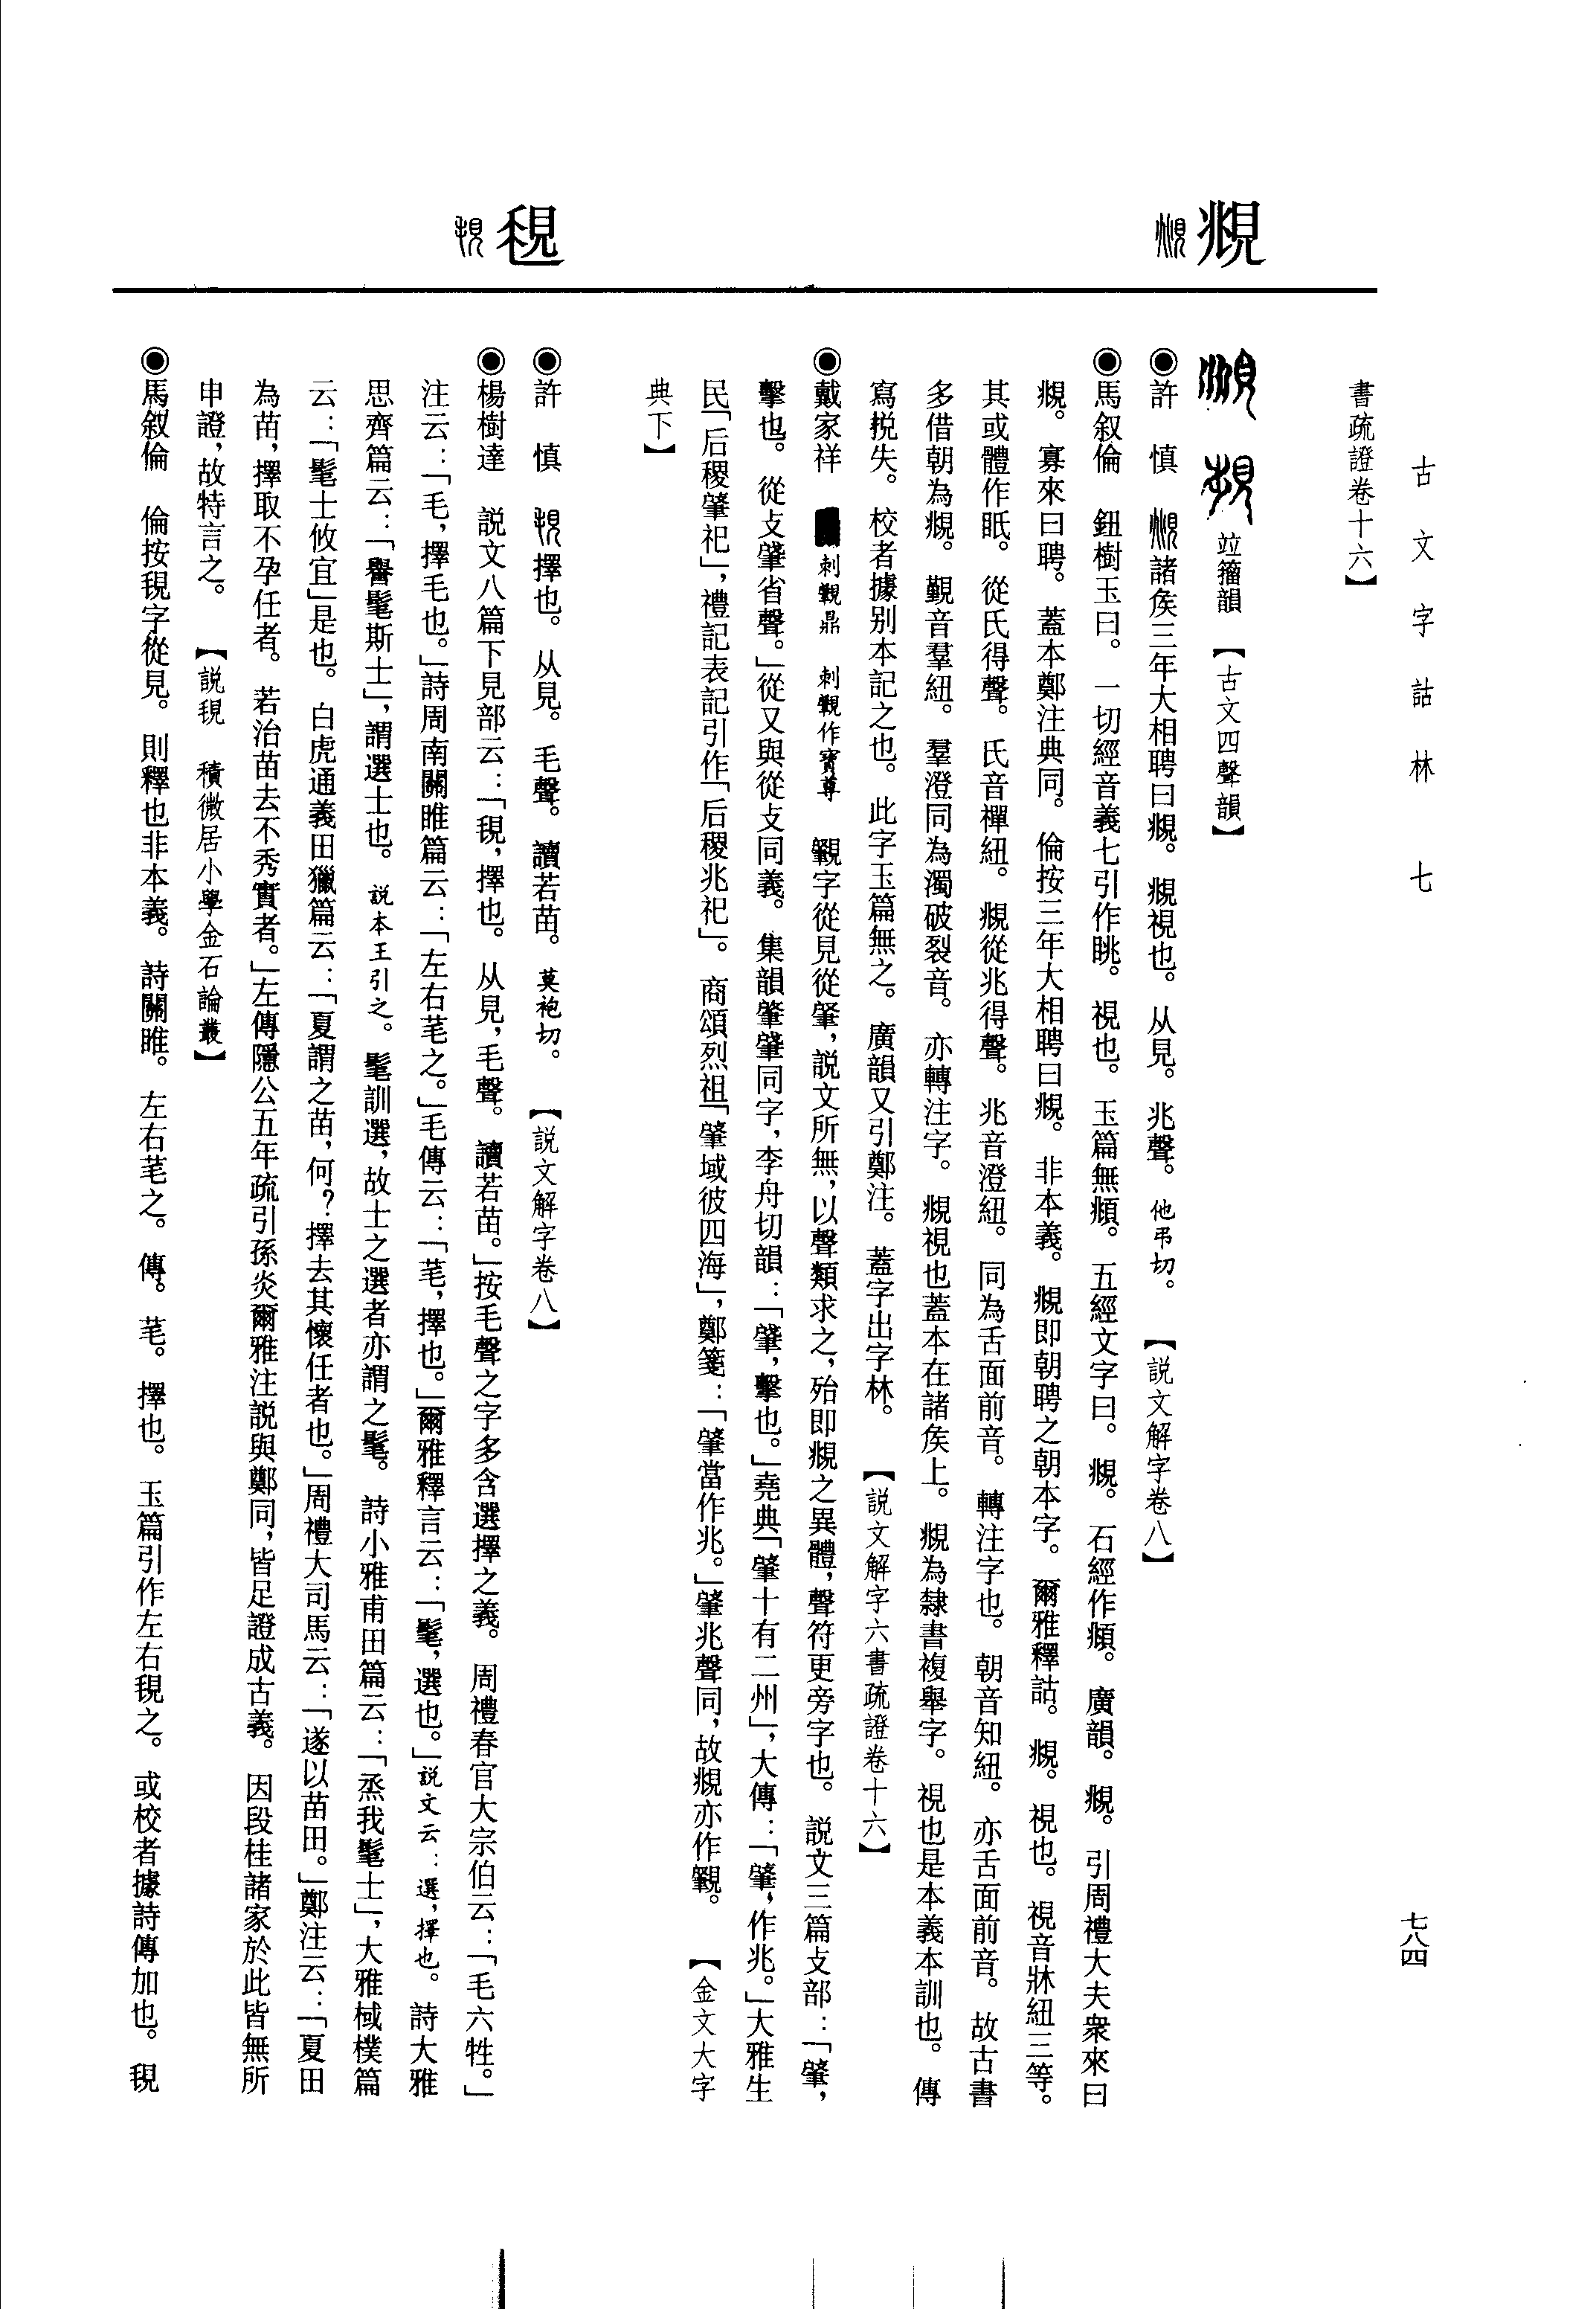 古文字詁林 七
七八四
書疏證卷十六】
覜
竝籀韻 【古文四聲韻】
◉許 慎 諸矦三年大相聘曰覜。覜視也。从見。兆聲。他弔切。 【説文解字卷八】
◉馬叙倫 鈕樹玉曰。一切經音義七引作眺。視也。玉篇無頫。五經文字曰。覜。石經作頫。廣韻。覜。引周禮大夫衆來曰
覜。寡來曰聘。蓋本鄭注典同。倫按三年大相聘曰覜。非本義。覜即朝聘之朝本字。爾雅釋詁。覜。視也。視音牀紐三等。
其或體作眂。從氏得聲。氏音禪紐。覜從兆得聲。兆音澄紐。同為舌面前音。轉注字也。朝音知紐。亦舌面前音。故古書
多借朝為覜。覲音羣紐。羣澄同為濁破裂音。亦轉注字。覜視也蓋本在諸矦上。覜為隸書複舉字。視也是本義本訓也。傳
寫挩失。校者據别本記之也。此字玉篇無之。廣韻又引鄭注。蓋字出字林。 【説文解字六書疏證卷十六】
◉戴家祥 刺鼎 刺作寶尊 字從見從肇，説文所無，以聲類求之，殆即覜之異體，聲符更旁字也。説文三篇攴部：「肇，
擊也。從攴肈省聲。」從又與從攴同義。集韻肇肈同字，李舟切韻：「肈，擊也。」堯典「肇十有二州」，大傳：「肇，作兆。」大雅生
民「后稷肇祀」，禮記表記引作「后稷兆祀」。商頌烈祖「肇域彼四海」，鄭箋：「肇當作兆。」肇兆聲同，故覜亦作。 【金文大字
典下】
覒
◉許 慎 擇也。从見。毛聲。讀若苗。莫袍切。 【説文解字卷八】
◉楊樹達 説文八篇下見部云：「覒，擇也。从見，毛聲。讀若苗。」按毛聲之字多含選擇之義。周禮春官大宗伯云：「毛六牲。」
注云：「毛，擇毛也。」詩周南關雎篇云：「左右芼之。」毛傳云：「芼，擇也。」爾雅釋言云：「髦，選也。」説文云：選，擇也。詩大雅
思齊篇云：「譽髦斯士」，謂選士也。説本王引之。髦訓選，故士之選者亦謂之髦。詩小雅甫田篇云：「烝我髦士」，大雅棫樸篇
云：「髦士攸宜」是也。白虎通義田獵篇云：「夏謂之苗，何？擇去其懷任者也。」周禮大司馬云：「遂以苗田。」鄭注云：「夏田
為苗，擇取不孕任者。若治苗去不秀實者。」左傳隱公五年疏引孫炎爾雅注説與鄭同，皆足證成古義。因段桂諸家於此皆無所
申證，故特言之。 【説覒 積微居小學金石論叢】
◉馬叙倫 倫按覒字從見。則釋也非本義。詩關雎。左右芼之。傳。芼。擇也。玉篇引作左右覒之。或校者據詩傳加也。覒